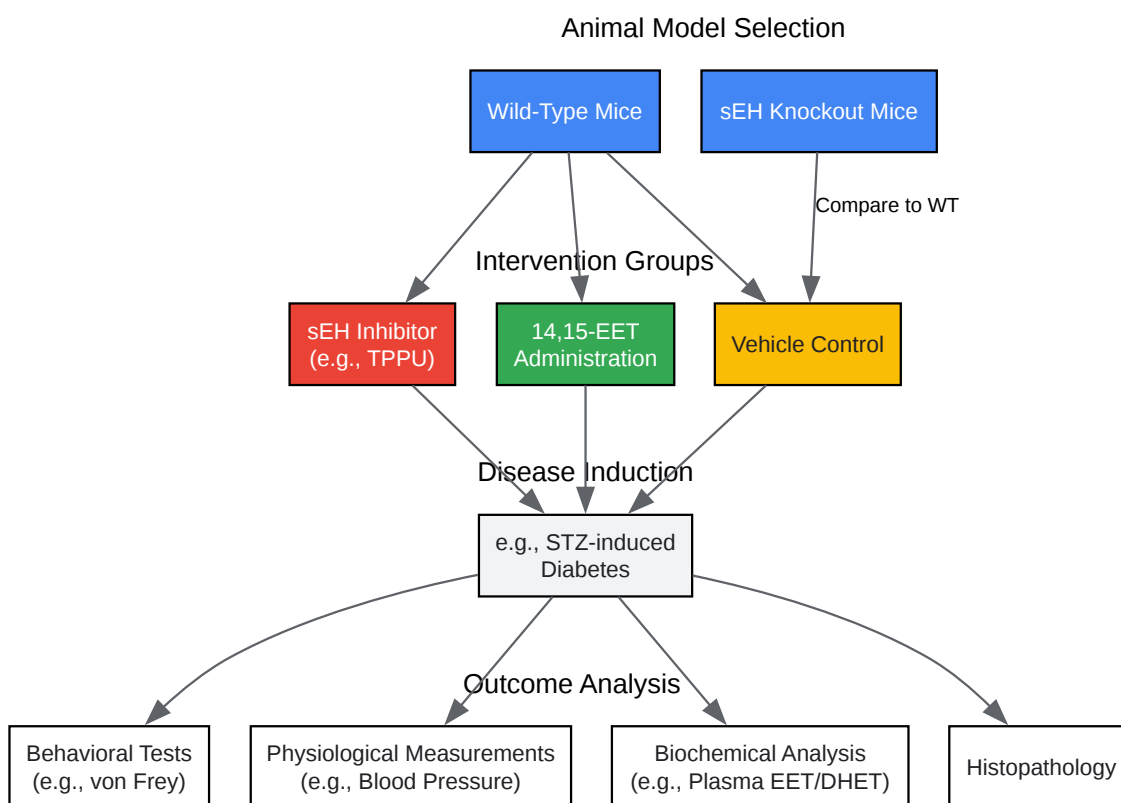 Animal Model Selection
Wild-Type Mice
sEH Knockout Mice
Compare to WT
Intervention Groups
sEH Inhibitor
(e.g., TPPU)
14,15-EET
Administration
Vehicle Control
Disease Induction
e.g., STZ-induced
Diabetes
Outcome Analysis
Behavioral Tests
(e.g., von Frey)
Physiological Measurements
(e.g., Blood Pressure)
Biochemical Analysis
(e.g., Plasma EET/DHET)
Histopathology